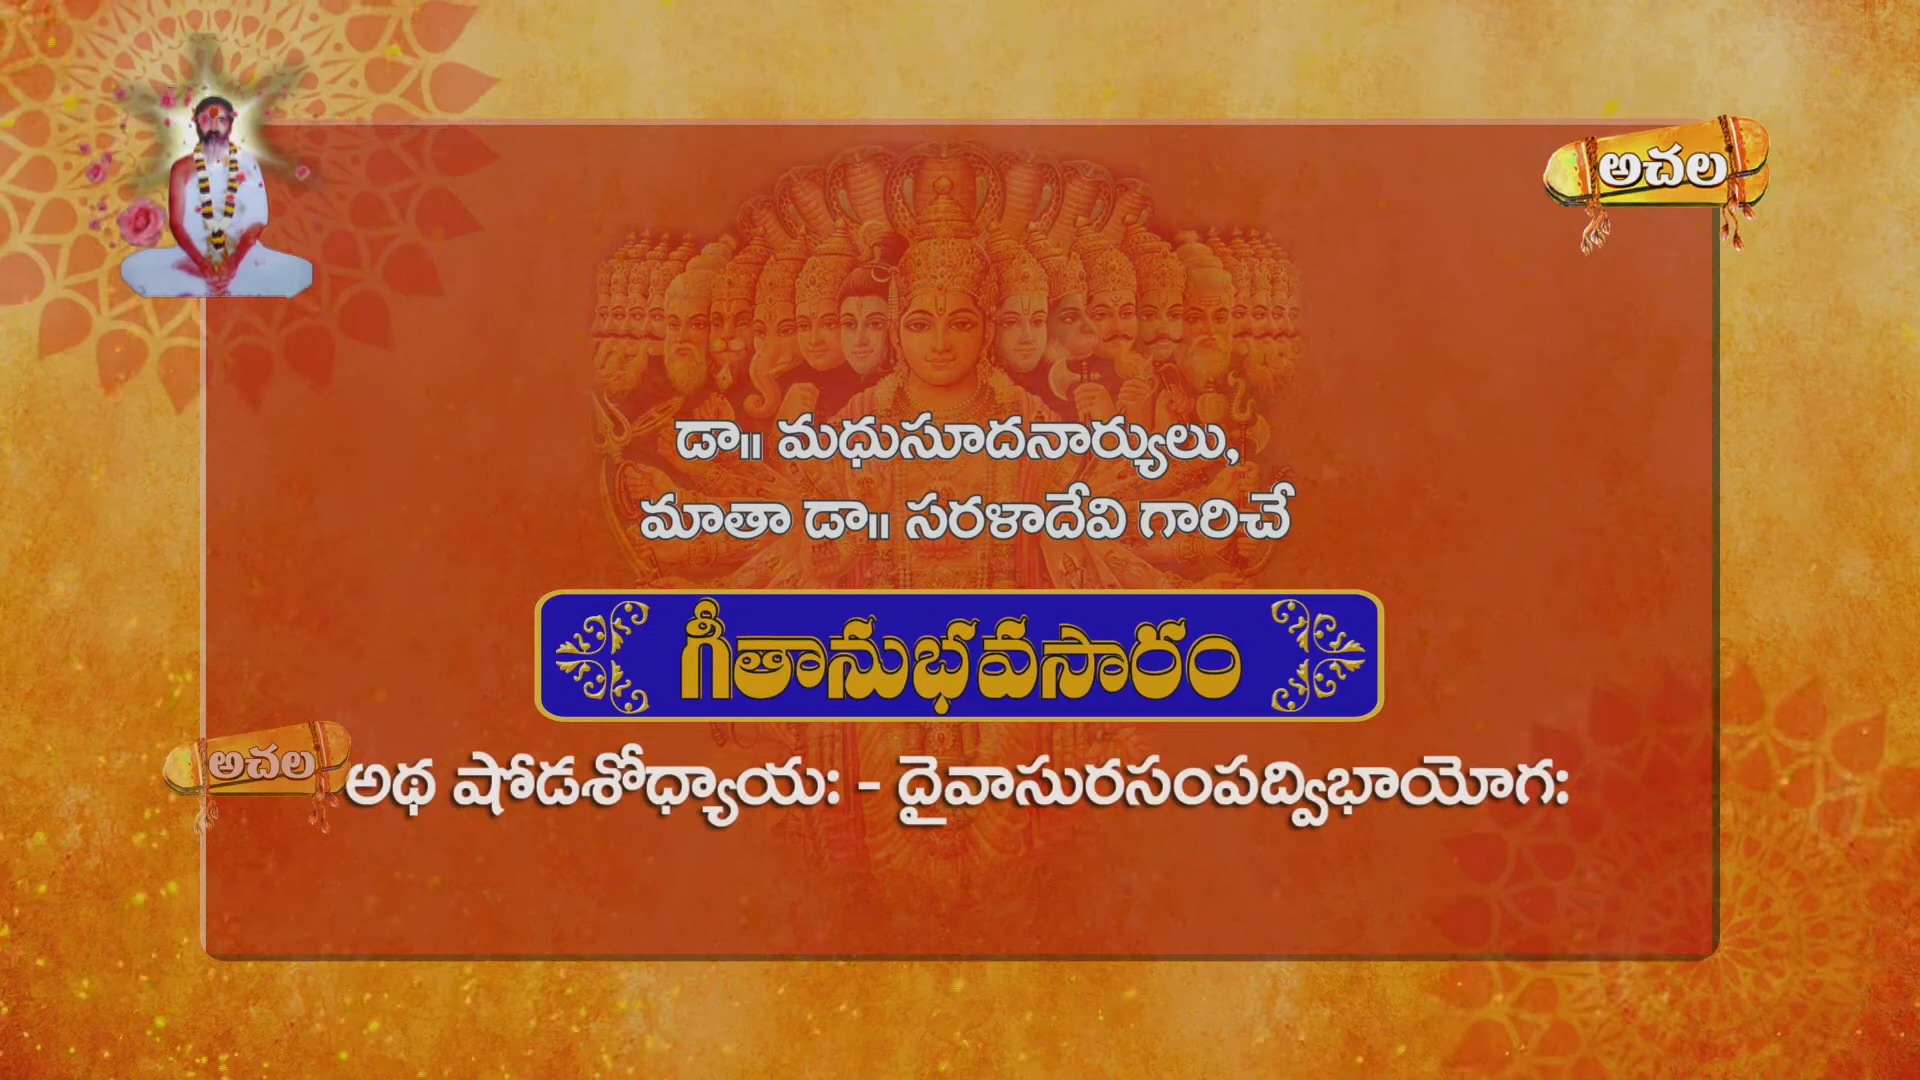 అచల
డా॥ మధుసూదనార్యులు,
మాతా డా॥ సరళాదేవి గారిచే
గీతానుభవసారం
అచల
అథ షోడశోధ్యాయః - దైవాసురసంపద్విభాయోగః